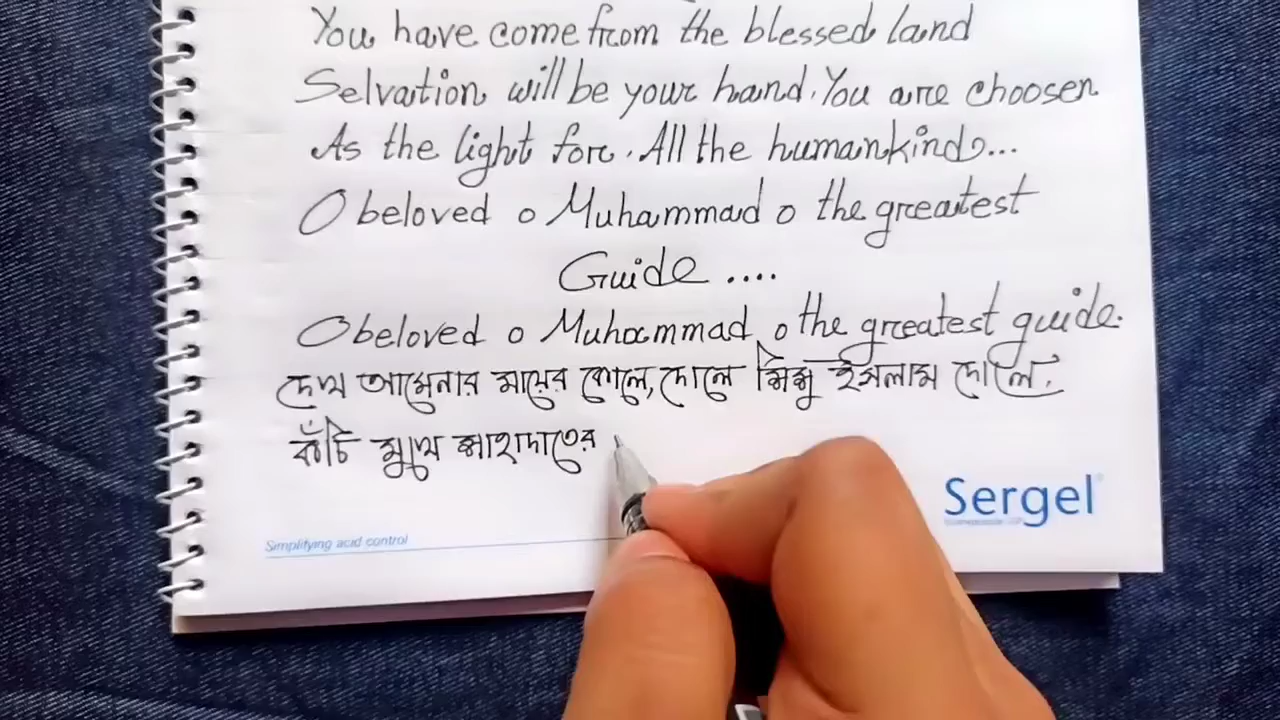 You have come from the blessed land
Selvation will be your hand. You are choosen
As the light for. All the humankind...
O beloved o Muhammad o the greatest
Guide ....
O beloved o Muhammad o the greatest guide.
দেখ আমেনার মায়ের কোলে, দোলে শিশু ইসলাম দোলে.
কঁচি মুখে শাহাদাতের
Sergel
Simplifying acid control